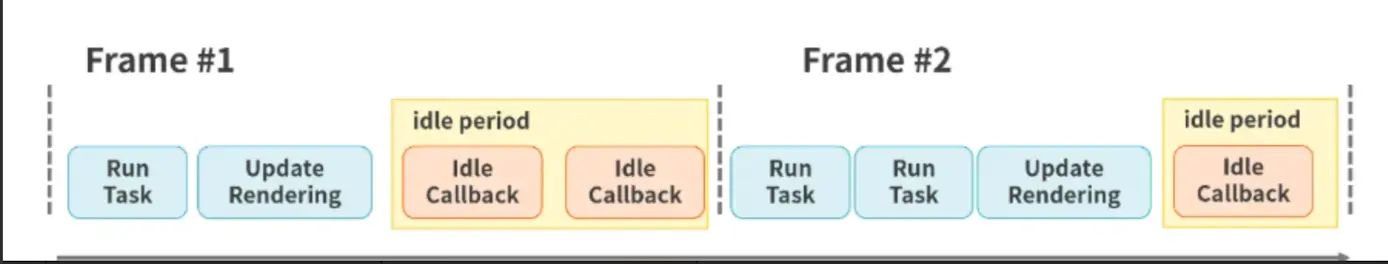 Frame #1
Frame #2
idle period
idle period
Run
Task
Update
Rendering
Idle
Callback
Idle
Callback
Run
Task
Run
Task
Update
Rendering
Idle
Callback